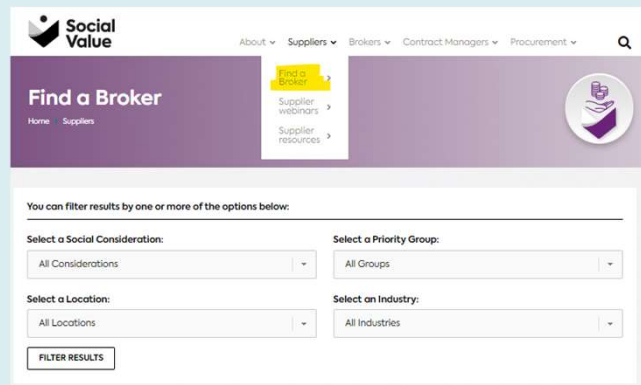 Social
Value
About Suppliers Brokers Contract Managers Procurement
Find a
Broker
Supplier
webinars
Supplier
resources
Find a Broker
Home Suppliers
You can filter results by one or more of the options below:
Select a Social Consideration:
Select a Priority Group:
All Considerations
All Groups
Select a Location:
Select an Industry:
All Locations
All Industries
FILTER RESULTS